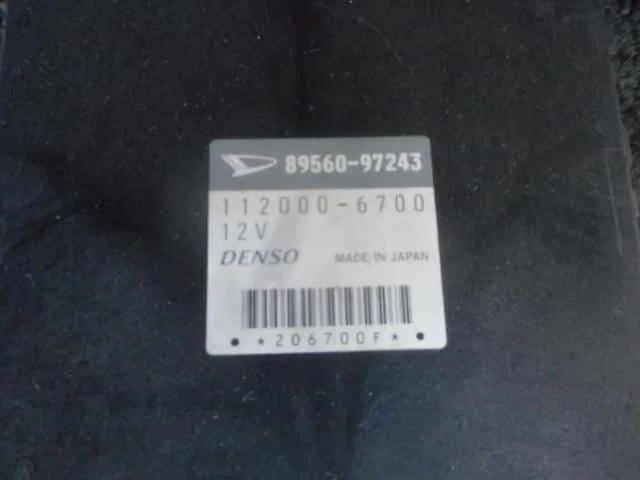 89560-97243
112000-6700
12V
DENSO MADE IN JAPAN
*206700F*